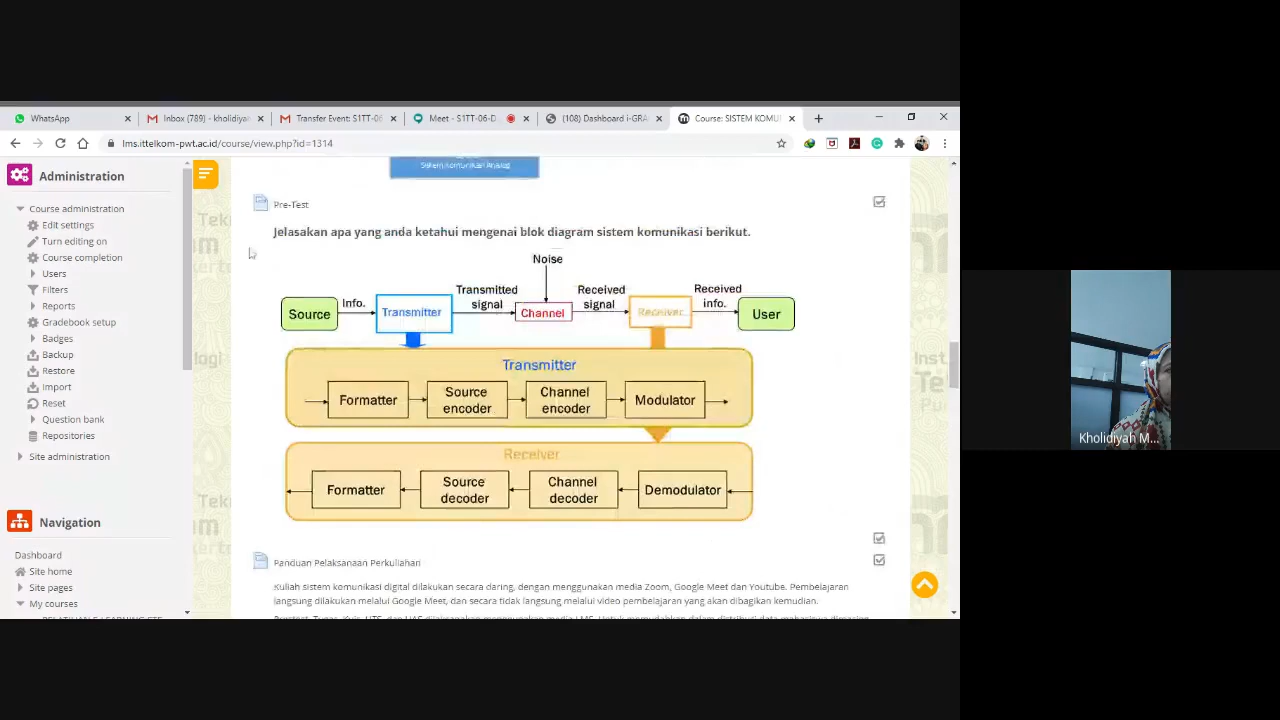 WhatsApp
Inbox (789) - kholidiya
Transfer Event: S1TT-06
Meet - S1TT-06-D
(108) Dashboard i-GRA
Course: SISTEM KOMU
lms.ittelkom-pwt.ac.id/course/view.php?id=1314
Administration
Course administration
Edit settings
Turn editing on
Course completion
Users
Filters
Reports
Gradebook setup
Badges
Backup
Restore
Import
Reset
Question bank
Repositories
Site administration
Navigation
Dashboard
Site home
Site pages
My courses
Sistem Komunikasi Analog
Pre-Test
Jelasakan apa yang anda ketahui mengenai blok diagram sistem komunikasi berikut.
Noise
Source
Info.
Transmitter
Transmitted signal
Channel
Received signal
Receiver
Received info.
User
Transmitter
Formatter
Source encoder
Channel encoder
Modulator
Receiver
Formatter
Source decoder
Channel decoder
Demodulator
Panduan Pelaksanaan Perkuliahan
Kuliah sistem komunikasi digital dilakukan secara daring, dengan menggunakan media Zoom, Google Meet dan Youtube. Pembelajaran
langsung dilakukan melalui Google Meet, dan secara tidak langsung melalui video pembelajaran yang akan dibagikan kemudian.
Kholidiyah M...